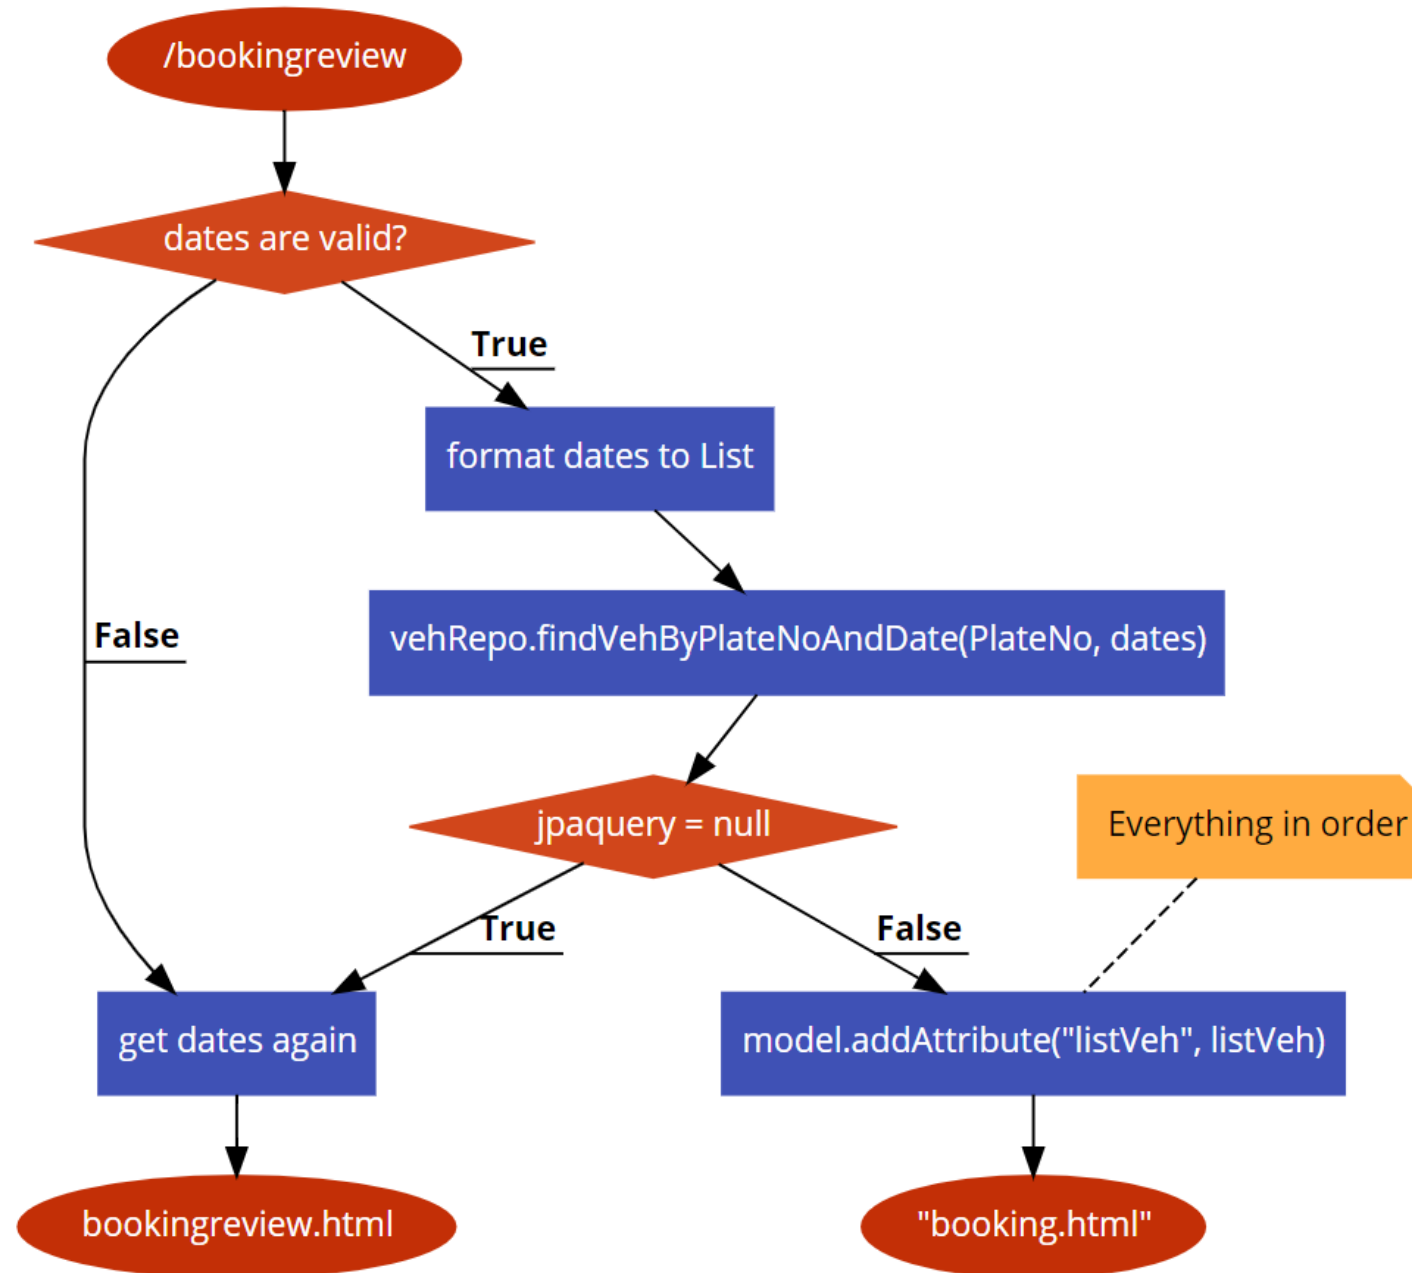 /bookingreview
dates are valid?
True
format dates to List
False
vehRepo.findVehByPlateNoAndDate(PlateNo, dates)
jpaquery = null
Everything in order
True
False
get dates again
model.addAttribute("listVeh", listVeh)
bookingreview.html
"booking.html"